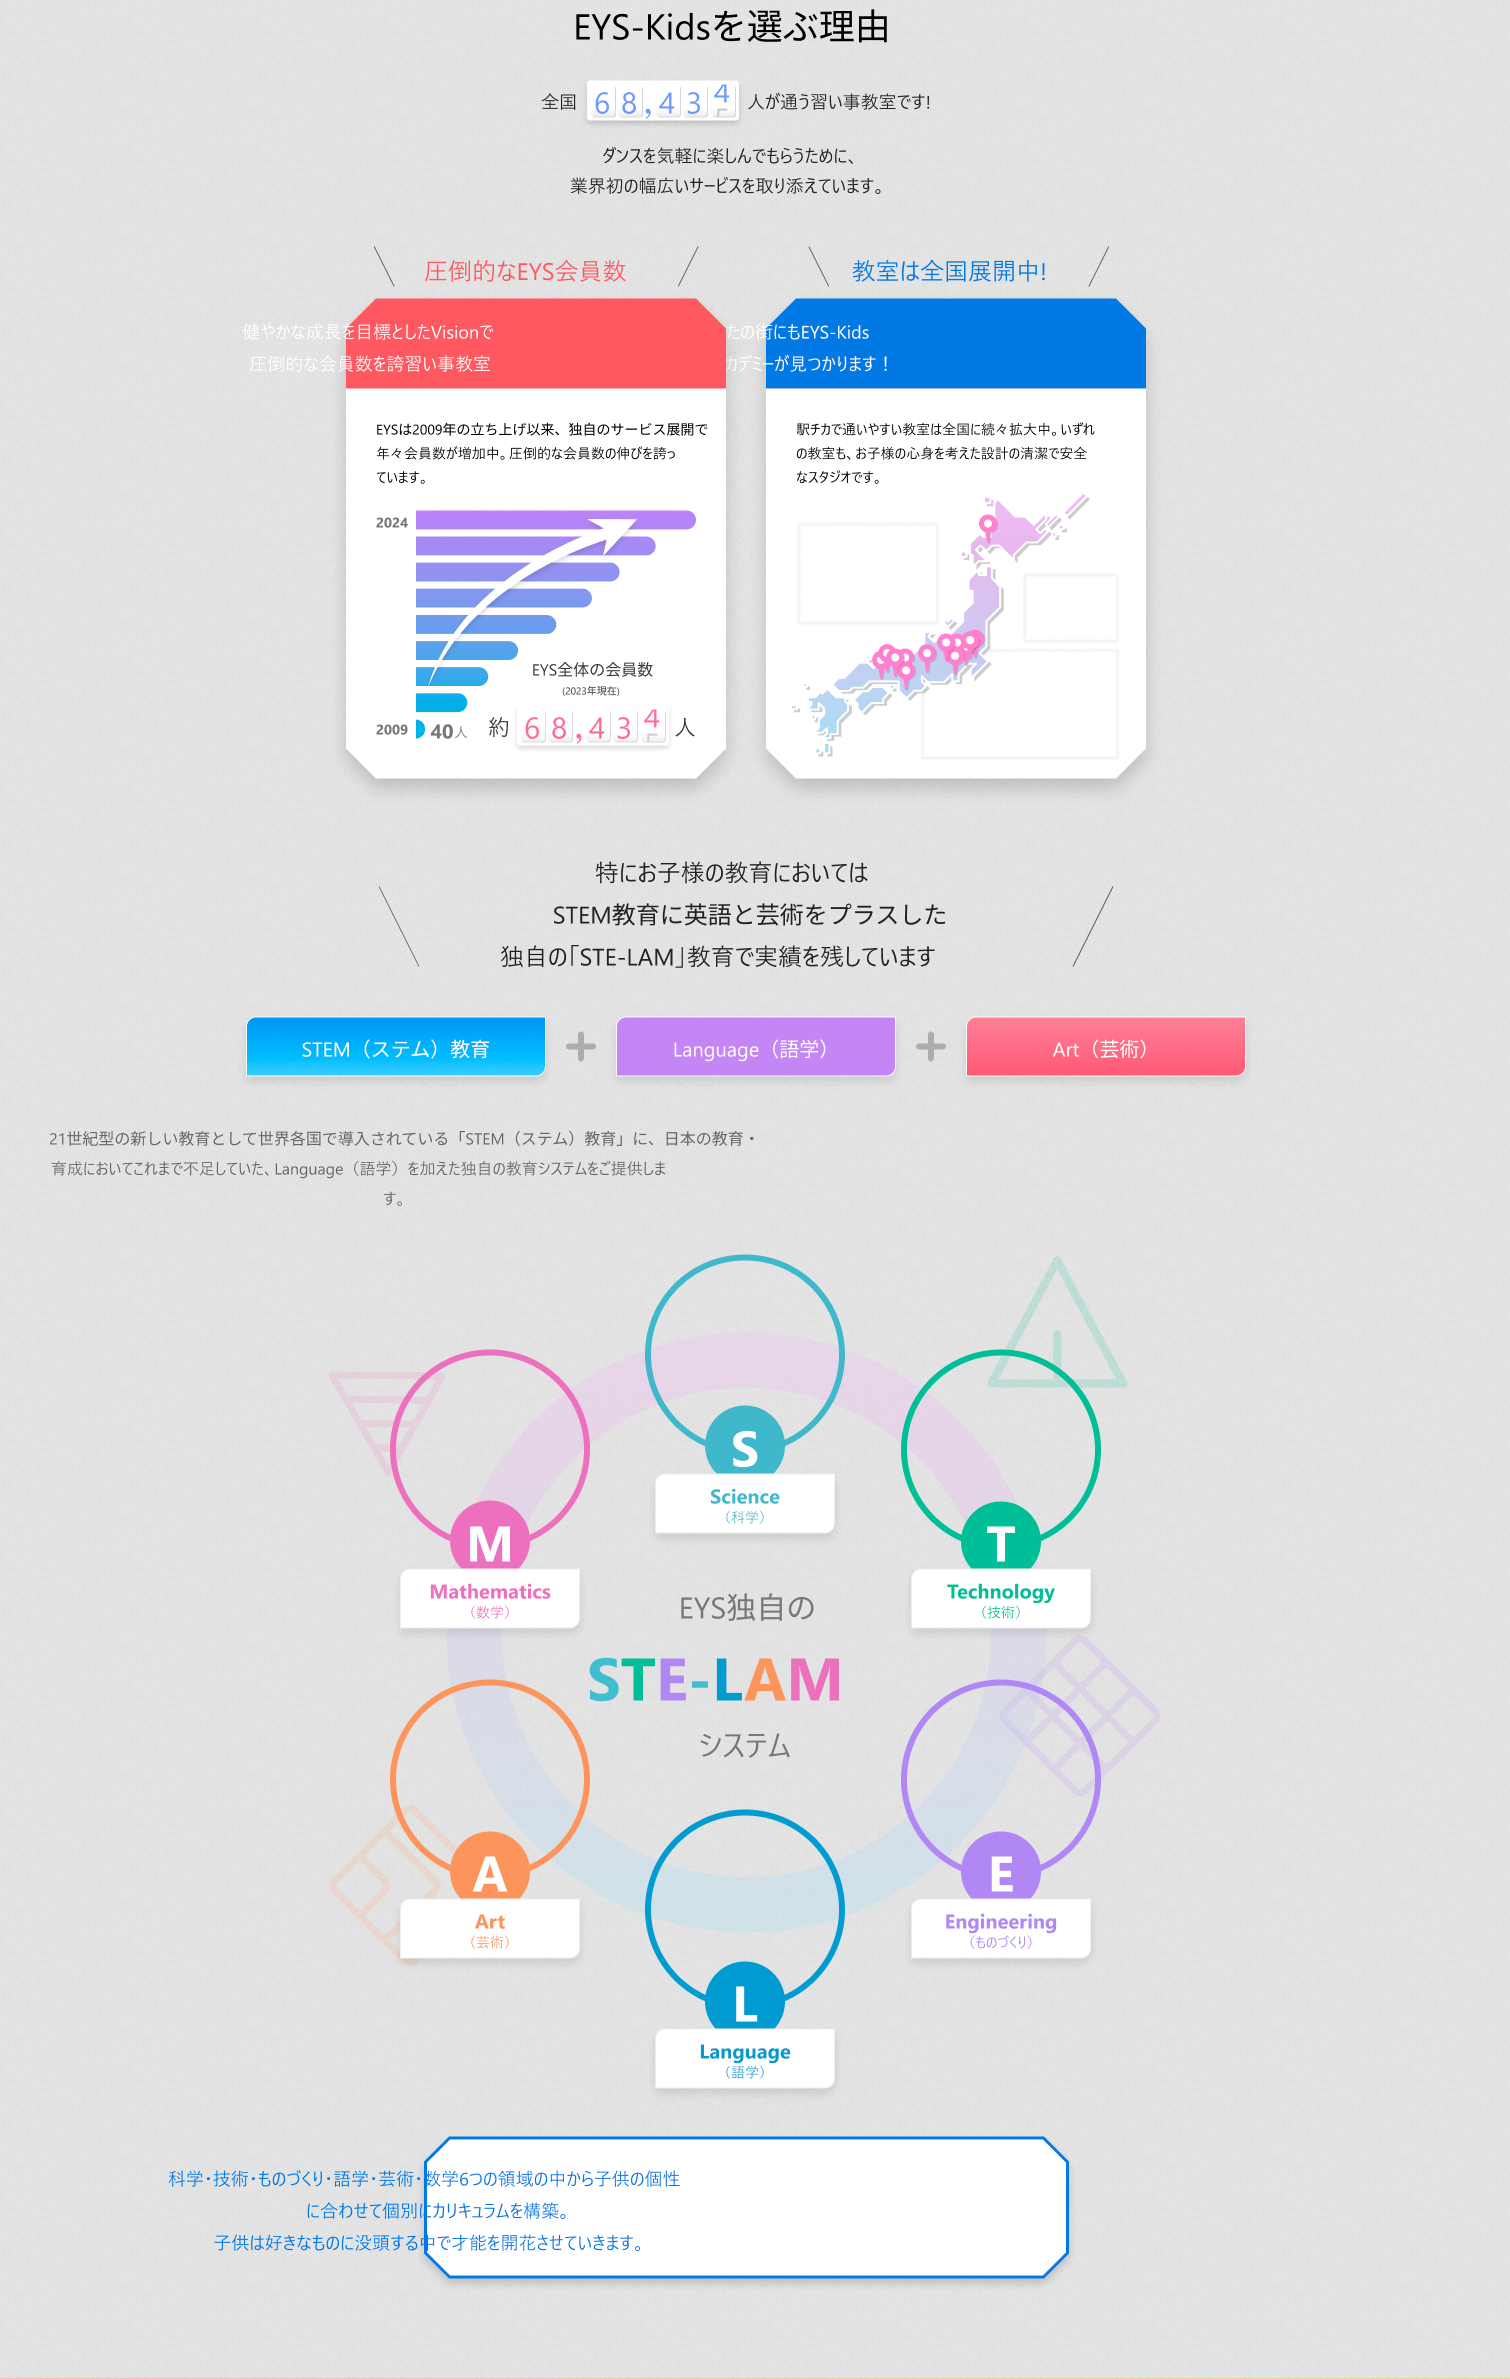 EYS-Kidsを選ぶ理由
全国 68,434 人が通う習い事教室です!
ダンスを気軽に楽しんでもらうために、
業界初の幅広いサービスを取り添えています。
圧倒的なEYS会員数
健やかな成長を目標としたVisionで
圧倒的な会員数を誇習い事教室
EYSは2009年の立ち上げ以来、独自のサービス展開で
年々会員数が増加中。圧倒的な会員数の伸びを誇っ
ています。
2024
EYS全体の会員数
(2023年現在)
2009 40人 約 68,434 人
教室は全国展開中!
たの街にもEYS-Kids
カデミーが見つかります！
駅チカで通いやすい教室は全国に続々拡大中。いずれ
の教室も、お子様の心身を考えた設計の清潔で安全
なスタジオです。
特にお子様の教育においては
STEM教育に英語と芸術をプラスした
独自の「STE-LAM」教育で実績を残しています
STEM（ステム）教育 + Language（語学） + Art（芸術）
21世紀型の新しい教育として世界各国で導入されている「STEM（ステム）教育」に、日本の教育・
育成においてこれまで不足していた、Language（語学）を加えた独自の教育システムをご提供しま
す。
S
Science
（科学）
M
Mathematics
（数学）
T
Technology
（技術）
EYS独自の
STE-LAM
システム
A
Art
（芸術）
E
Engineering
（ものづくり）
L
Language
（語学）
科学・技術・ものづくり・語学・芸術・数学6つの領域の中から子供の個性
に合わせて個別にカリキュラムを構築。
子供は好きなものに没頭する中で才能を開花させていきます。